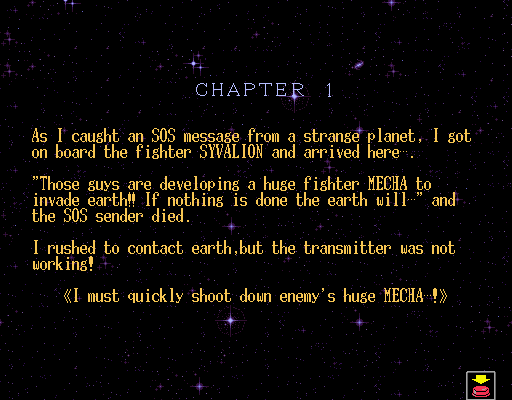 CHAPTER 1
As I caught an SOS message from a strange planet, I got
on board the fighter SYVALION and arrived here….
"Those guys are developing a huge fighter MECHA to
invade earth!! If nothing is done the earth will…" and
the SOS sender died.
I rushed to contact earth,but the transmitter was not
working!
《I must quickly shoot down enemy's huge MECHA…!》